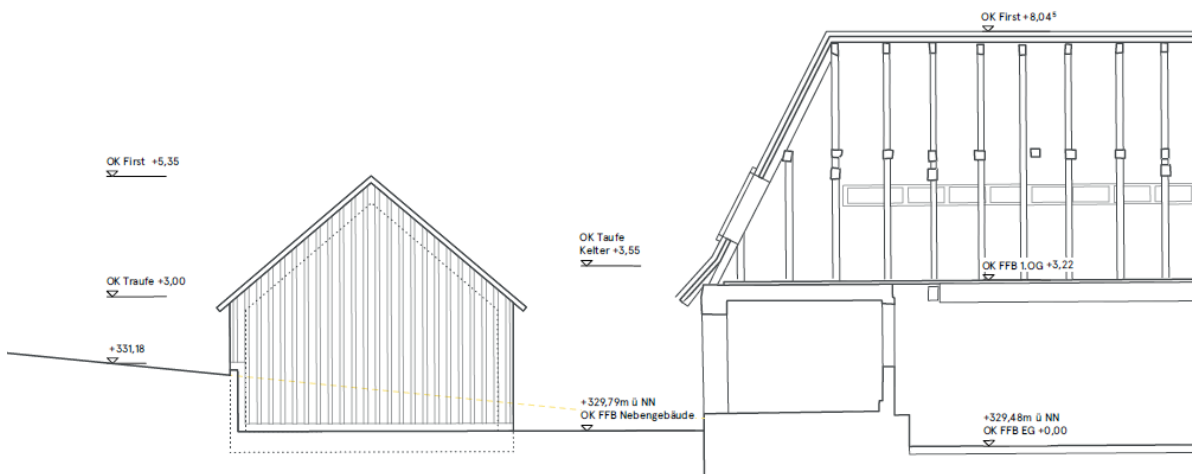 OK First +8,04⁵
OK First +5,35
OK Taufe
Kelter +3,55
OK FFB 1.OG +3,22
OK Traufe +3,00
+331,18
+329,79m ü NN
OK FFB Nebengebäude
+329,48m ü NN
OK FFB EG +0,00